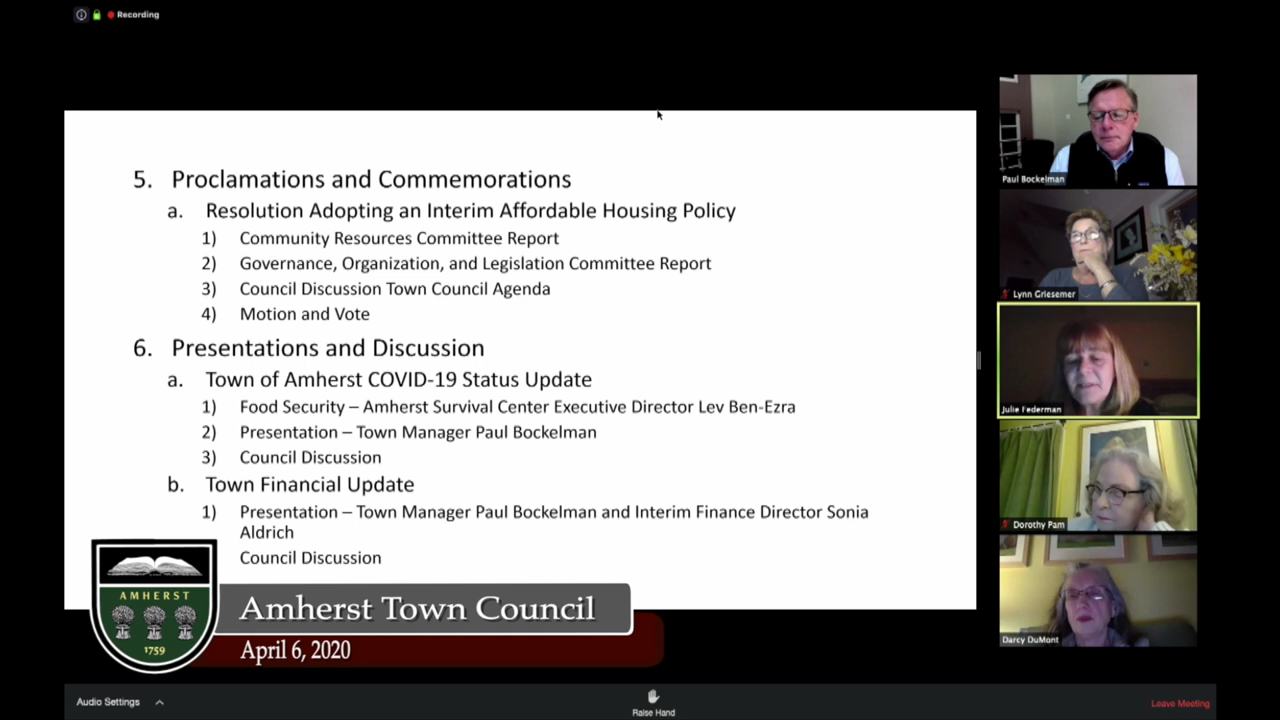 Recording
5. Proclamations and Commemorations
a. Resolution Adopting an Interim Affordable Housing Policy
1) Community Resources Committee Report
2) Governance, Organization, and Legislation Committee Report
3) Council Discussion Town Council Agenda
4) Motion and Vote
6. Presentations and Discussion
a. Town of Amherst COVID-19 Status Update
1) Food Security – Amherst Survival Center Executive Director Lev Ben-Ezra
2) Presentation – Town Manager Paul Bockelman
3) Council Discussion
b. Town Financial Update
1) Presentation – Town Manager Paul Bockelman and Interim Finance Director Sonia
Aldrich
Council Discussion
AMHERST
1759
Amherst Town Council
April 6, 2020
Paul Bockelman
Lynn Griesemer
Julie Federman
Dorothy Pam
Darcy DuMont
Audio Settings
Raise Hand
Leave Meeting